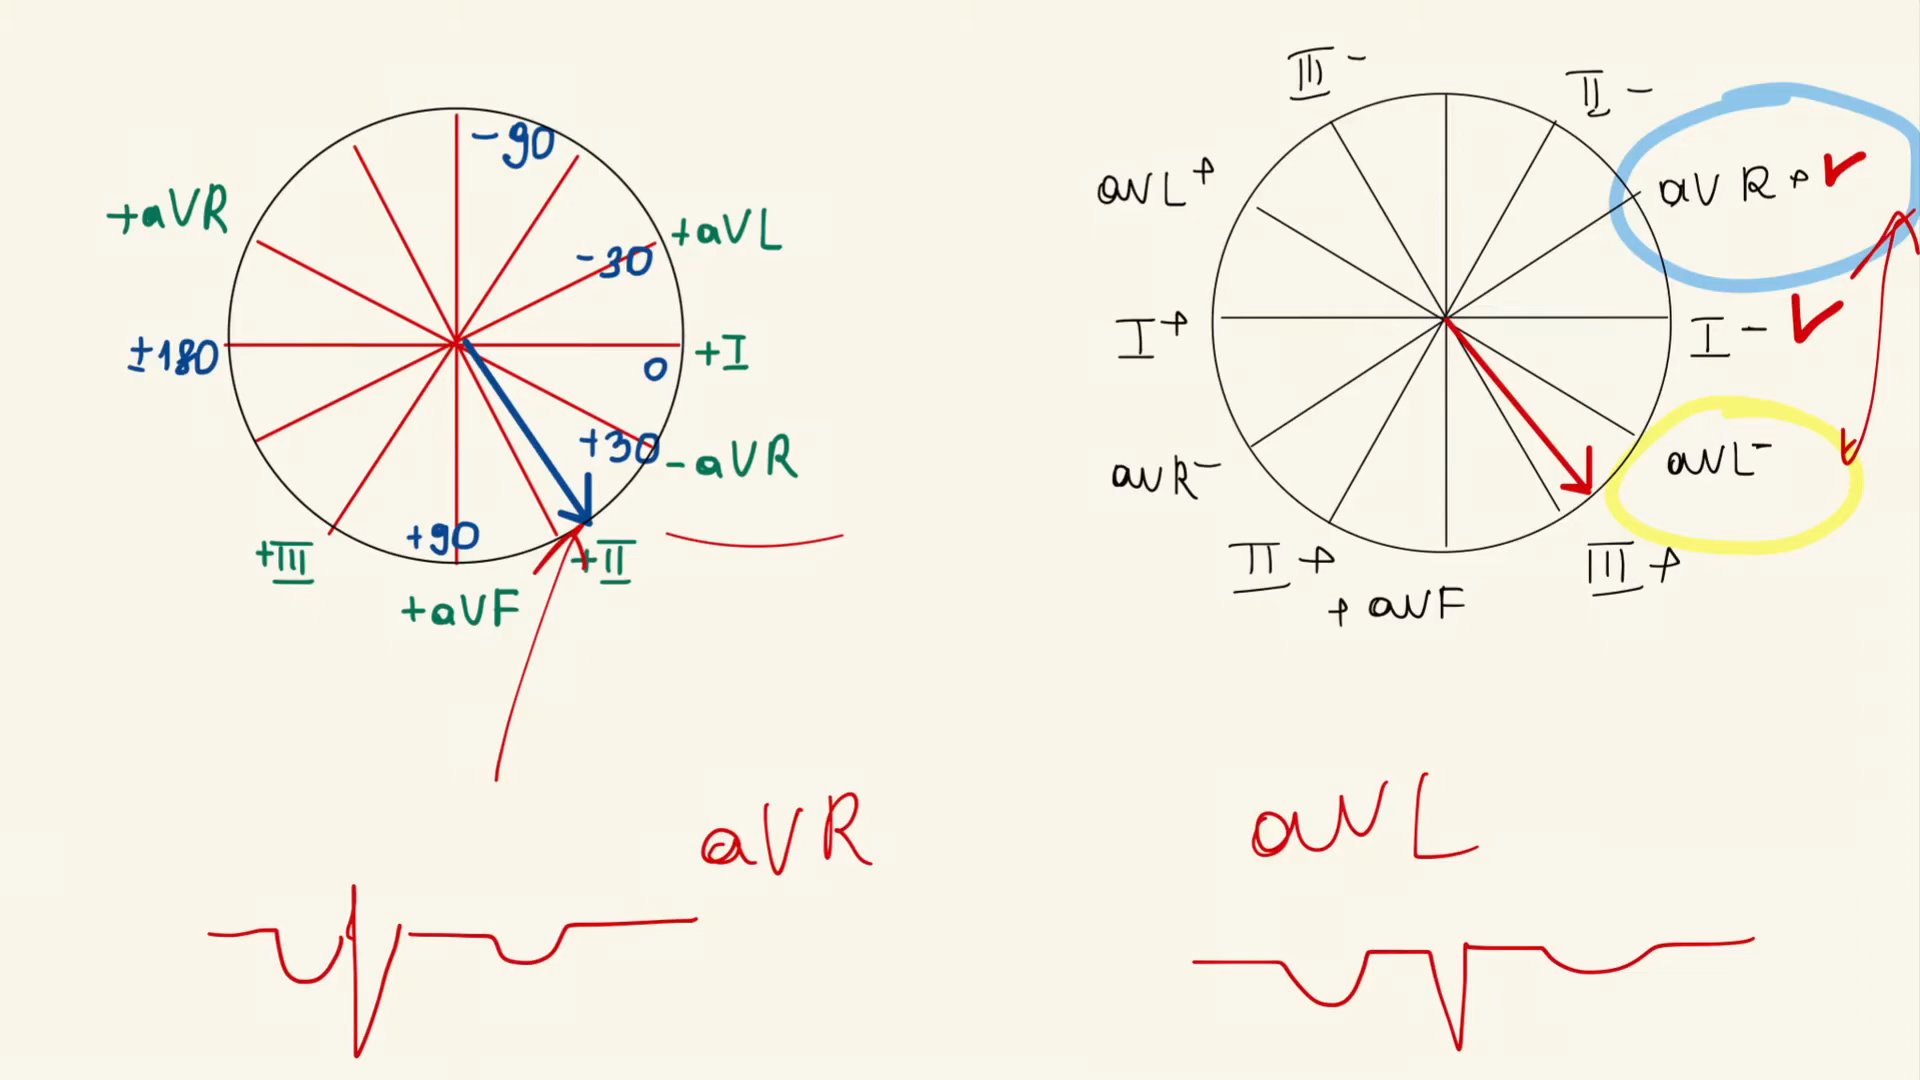 -90
+aVR
+aVL
-30
±180
+I
0
+30
-aVR
+90
+III
+II
+aVF
III -
II -
aVL+
aVR +
I+
I -
aVL-
aVR-
II +
III +
+ aVF
aVR
aVL